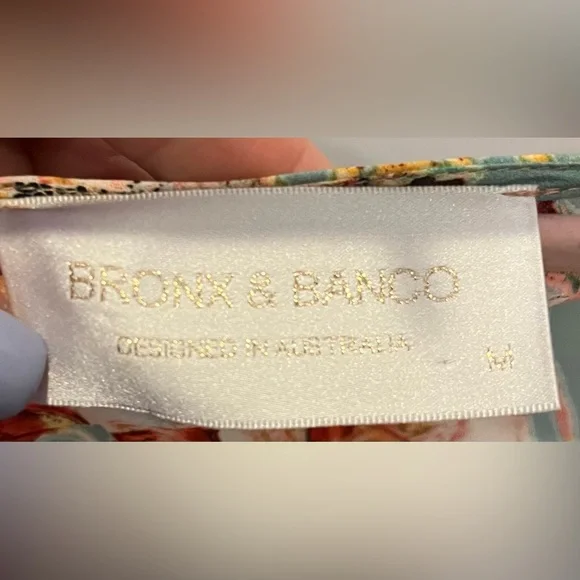 BRONX & BANCO
DESIGNED IN AUSTRALIA
M